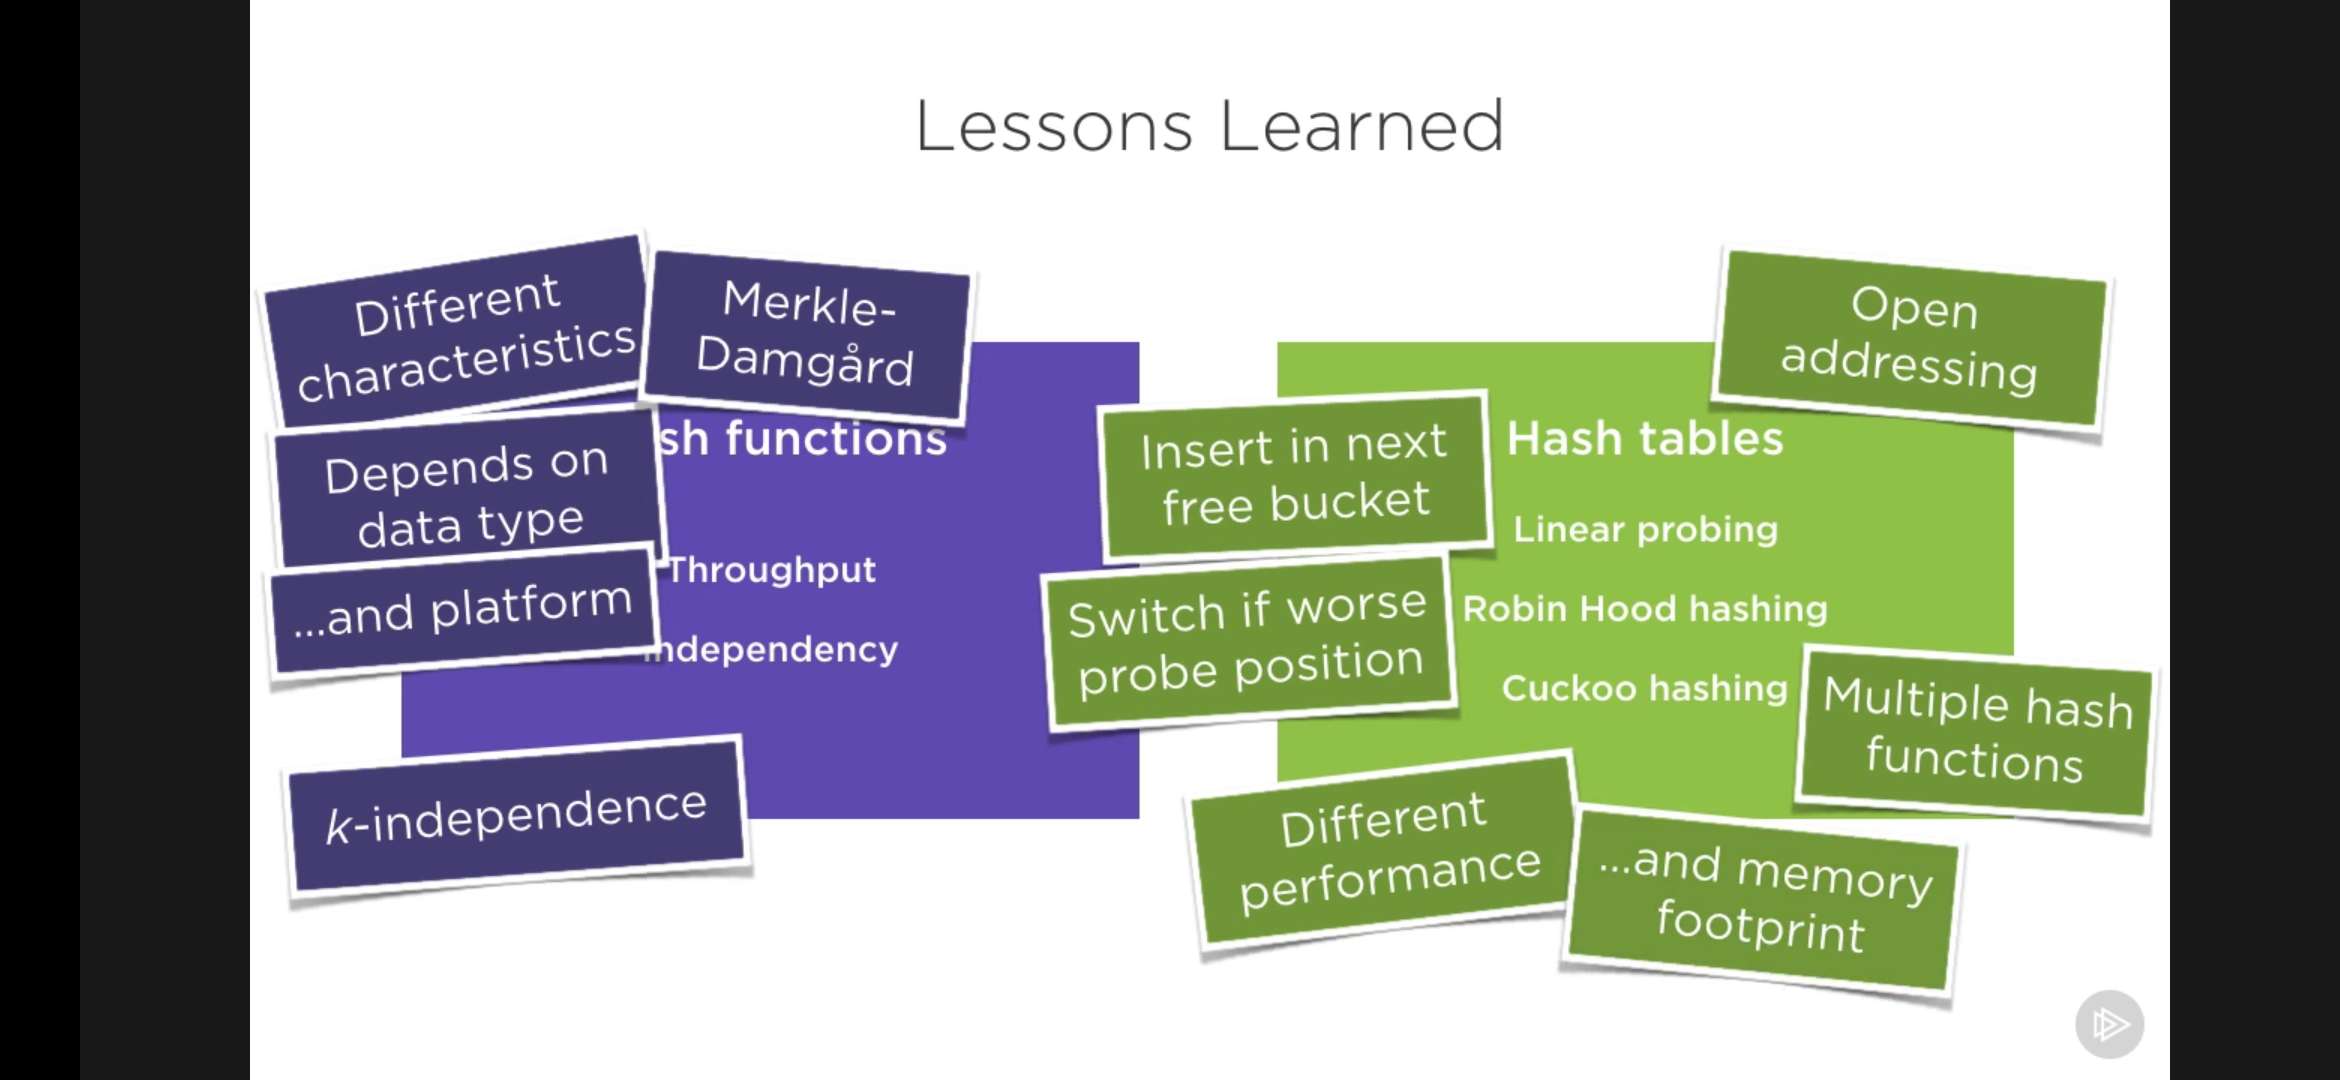 Lessons Learned
Different
characteristics
Merkle-
Damgård
Depends on
data type
...and platform
k-independence
sh functions
Throughput
ndependency
Open
addressing
Insert in next
free bucket
Switch if worse
probe position
Hash tables
Linear probing
Robin Hood hashing
Cuckoo hashing
Multiple hash
functions
Different
performance
...and memory
footprint